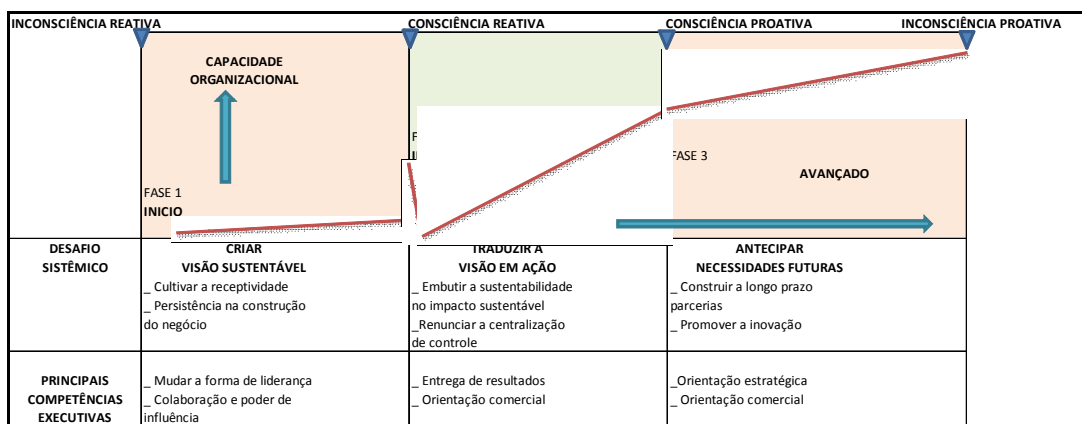 INCONSCIÊNCIA REATIVA CONSCIÊNCIA REATIVA CONSCIÊNCIA PROATIVA INCONSCIÊNCIA PROATIVA
CAPACIDADE
ORGANIZACIONAL
FASE 1
INICIO
FASE 3
AVANÇADO
DESAFIO
SISTÊMICO
CRIAR
VISÃO SUSTENTÁVEL
_ Cultivar a receptividade
_ Persistência na construção
do negócio
TRADUZIR A
VISÃO EM AÇÃO
_ Embutir a sustentabilidade
no impacto sustentável
_Renunciar a centralização
de controle
ANTECIPAR
NECESSIDADES FUTURAS
_ Construir a longo prazo
parcerias
_ Promover a inovação
PRINCIPAIS
COMPETÊNCIAS
EXECUTIVAS
_ Mudar a forma de liderança
_ Colaboração e poder de
influência
_ Entrega de resultados
_ Orientação comercial
_Orientação estratégica
_ Orientação comercial